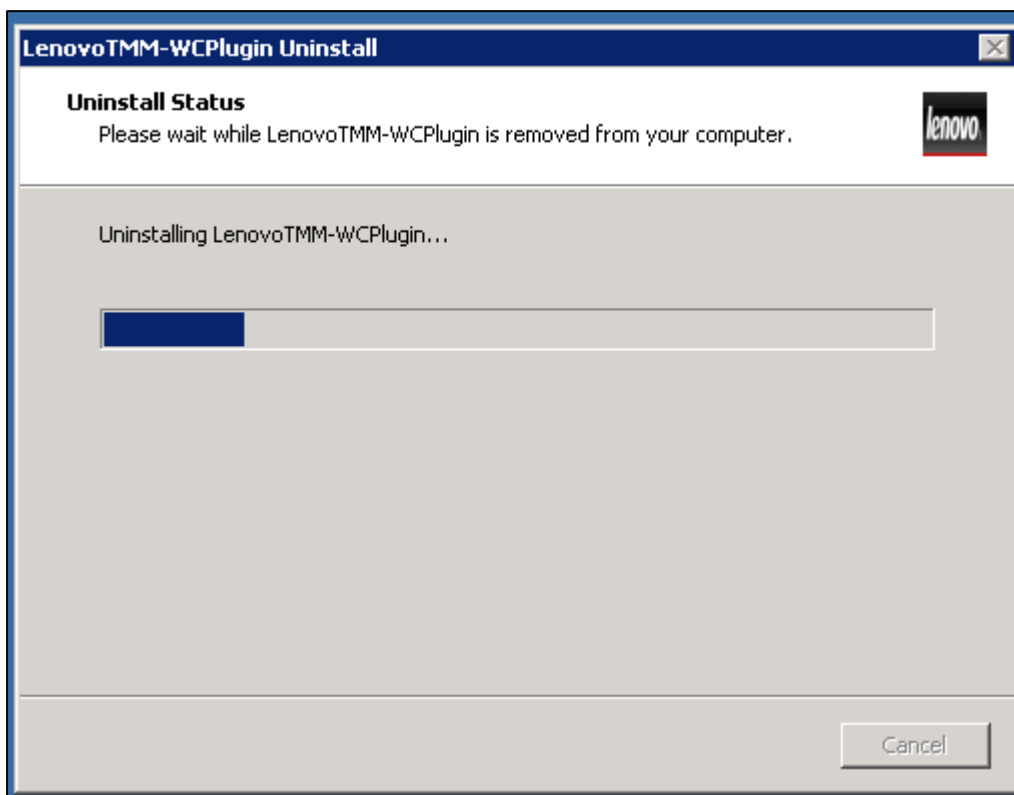 LenovoTMM-WCPlugin Uninstall
Uninstall Status
Please wait while LenovoTMM-WCPlugin is removed from your computer.
lenovo
Uninstalling LenovoTMM-WCPlugin...
Cancel